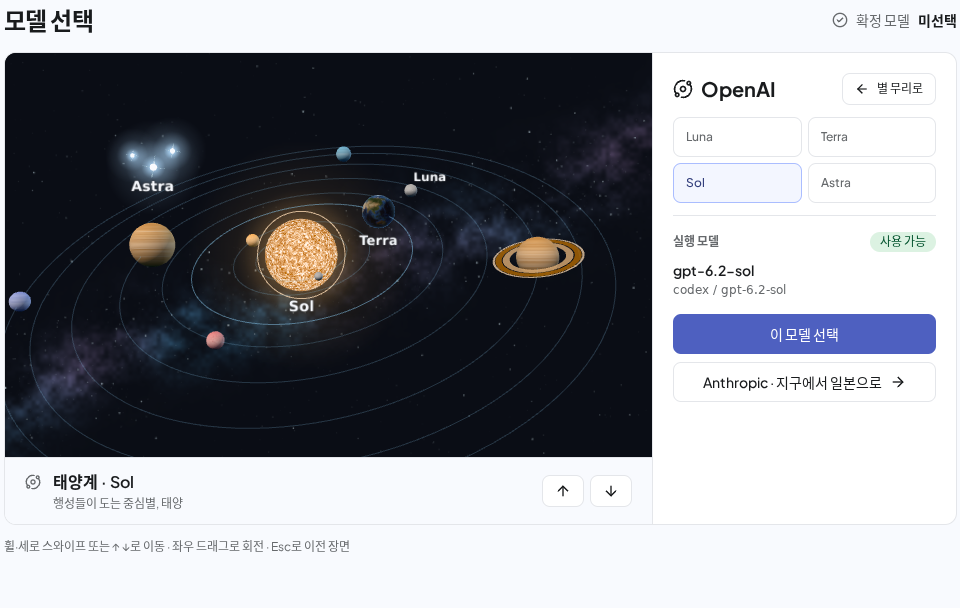 모델 선택
확정 모델 미선택
Astra
Luna
Terra
Sol
OpenAI
별 무리로
Luna
Terra
Sol
Astra
실행 모델
사용 가능
gpt-6.2-sol
codex / gpt-6.2-sol
이 모델 선택
Anthropic · 지구에서 일본으로 →
태양계 · Sol
행성들이 도는 중심별, 태양
휠·세로 스와이프 또는 ↑ ↓로 이동 · 좌우 드래그로 회전 · Esc로 이전 장면